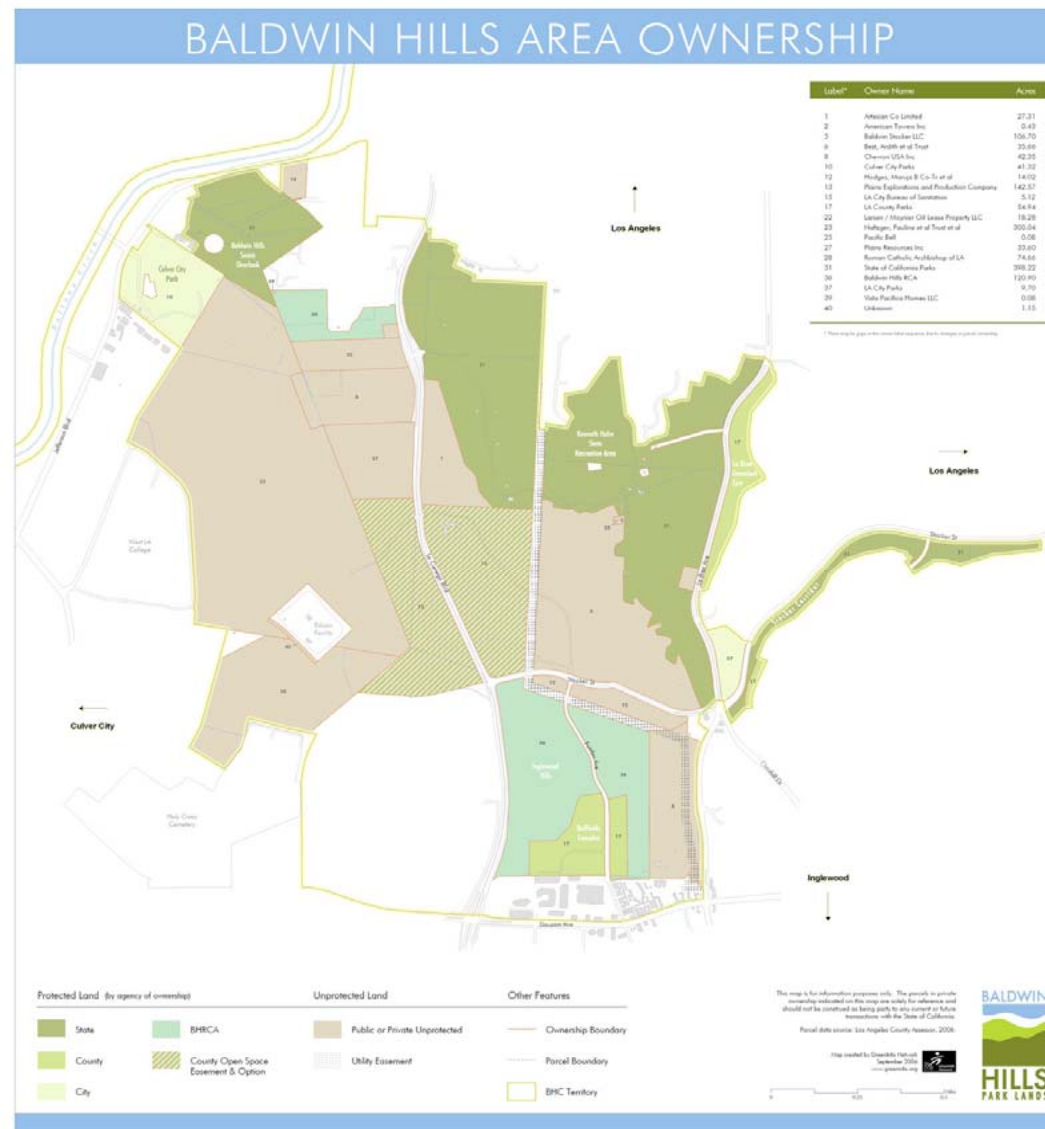 BALDWIN HILLS AREA OWNERSHIP
Label* Owner Name Acres
1 Artesian Co Limited 27.31
2 American Towers Inc 0.43
5 Baldwin Stocker LLC 106.70
6 Best, Ardith et al Trust 35.66
8 Chevron USA Inc 42.35
10 Culver City Parks 41.32
12 Hodges, Marvyl B Co-Tr et al 14.02
13 Plains Explorations and Production Company 142.57
15 LA City Bureau of Sanitation 5.12
17 LA County Parks 54.94
22 Larsen / Moynier Oil Lease Property LLC 18.28
23 Pauline et al Trust et al
25 Pacific Bell 0.08
27 Plains Resources Inc 33.60
28 Roman Catholic Archbishop of LA 74.66
31 State of California Parks 398.22
36 Baldwin Hills RCA 120.90
37 LA City Parks 9.70
39 Vista Pacifica Homes LLC 0.08
40 Unknown 1.15
Los Angeles
Baldwin Hills
Scenic
Overlook
Culver City
Park
Ballona Creek
Jefferson Blvd
Kenneth Hahn
State
Recreation Area
Los Angeles
La Brea
Greenbelt
La Brea Ave
La Cienega Blvd
West LA
College
Stocker Dr
Stocker Corridor
Stocker St
Culver City
Holy Cross
Cemetery
Inglewood
Hills
Crenshaw
Slauson Ave
Inglewood
Protected Land (by agency of ownership)
Unprotected Land
Other Features
State
BHRCA
Public or Private Unprotected
Ownership Boundary
County
County Open Space
Easement & Option
Utility Easement
Parcel Boundary
City
BHC Territory
This map is for information purposes only. The parcels in private
ownership indicated on this map are solely for reference and
should not be construed as being party to any current or future
transactions with the State of California.
Parcel data source: Los Angeles County Assessor, 2006.
Map created by GreenInfo Network
September 2006
www.greeninfo.org
BALDWIN
HILLS
PARK LANDS